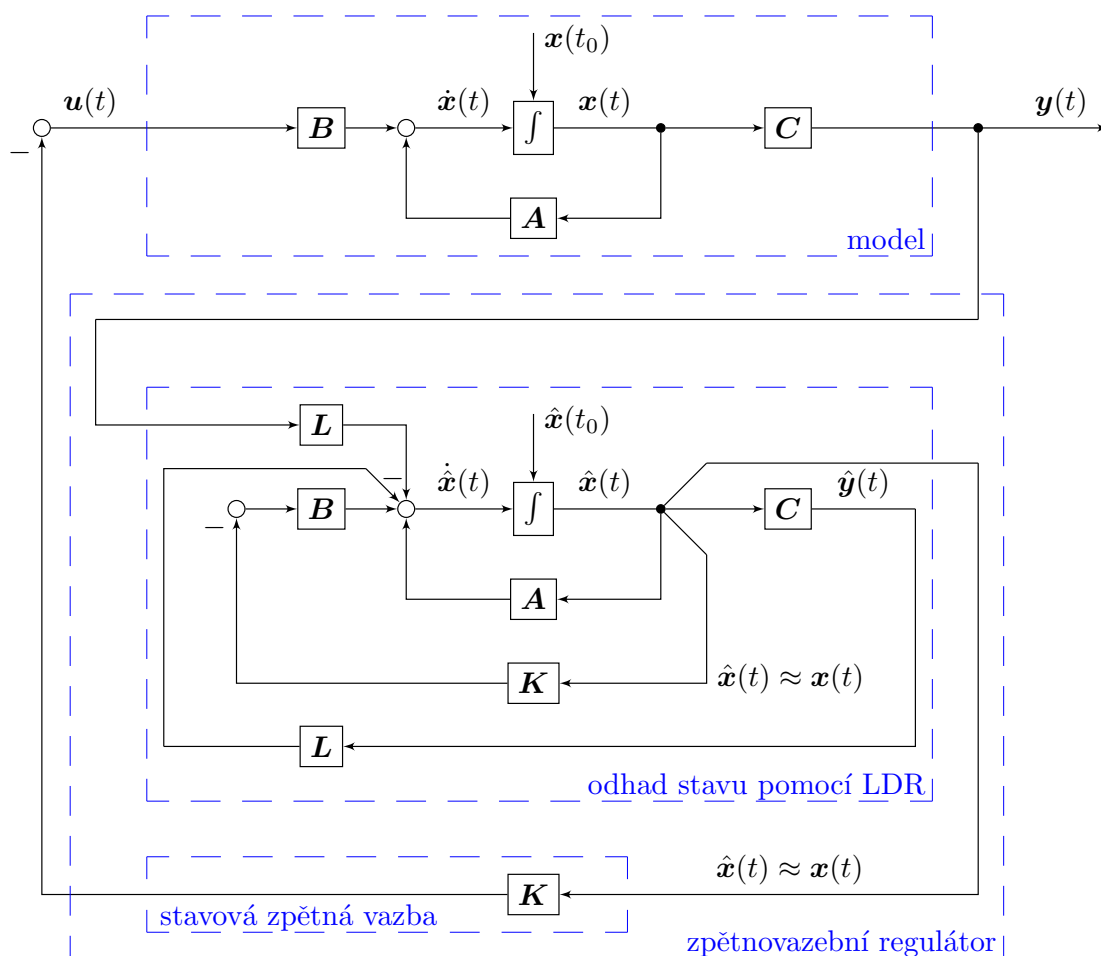 𝒙(t₀)
𝒖(t) 𝒙̇(t) 𝒙(t) 𝒚(t)
− 𝑩 ∫ 𝑪
𝑨
model
𝑳 𝒙̂(t₀)
− 𝒙̂̇(t) 𝒙̂(t) 𝒚̂(t)
− 𝑩 ∫ 𝑪
𝑨
𝑲 𝒙̂(t) ≈ 𝒙(t)
𝑳
odhad stavu pomocí LDR
𝑲 𝒙̂(t) ≈ 𝒙(t)
stavová zpětná vazba
zpětnovazební regulátor